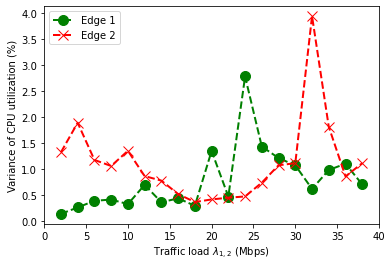 Edge 1
Edge 2
Variance of CPU utilization (%)
4.0
3.5
3.0
2.5
2.0
1.5
1.0
0.5
0.0
0 5 10 15 20 25 30 35 40
Traffic load λ1, 2 (Mbps)